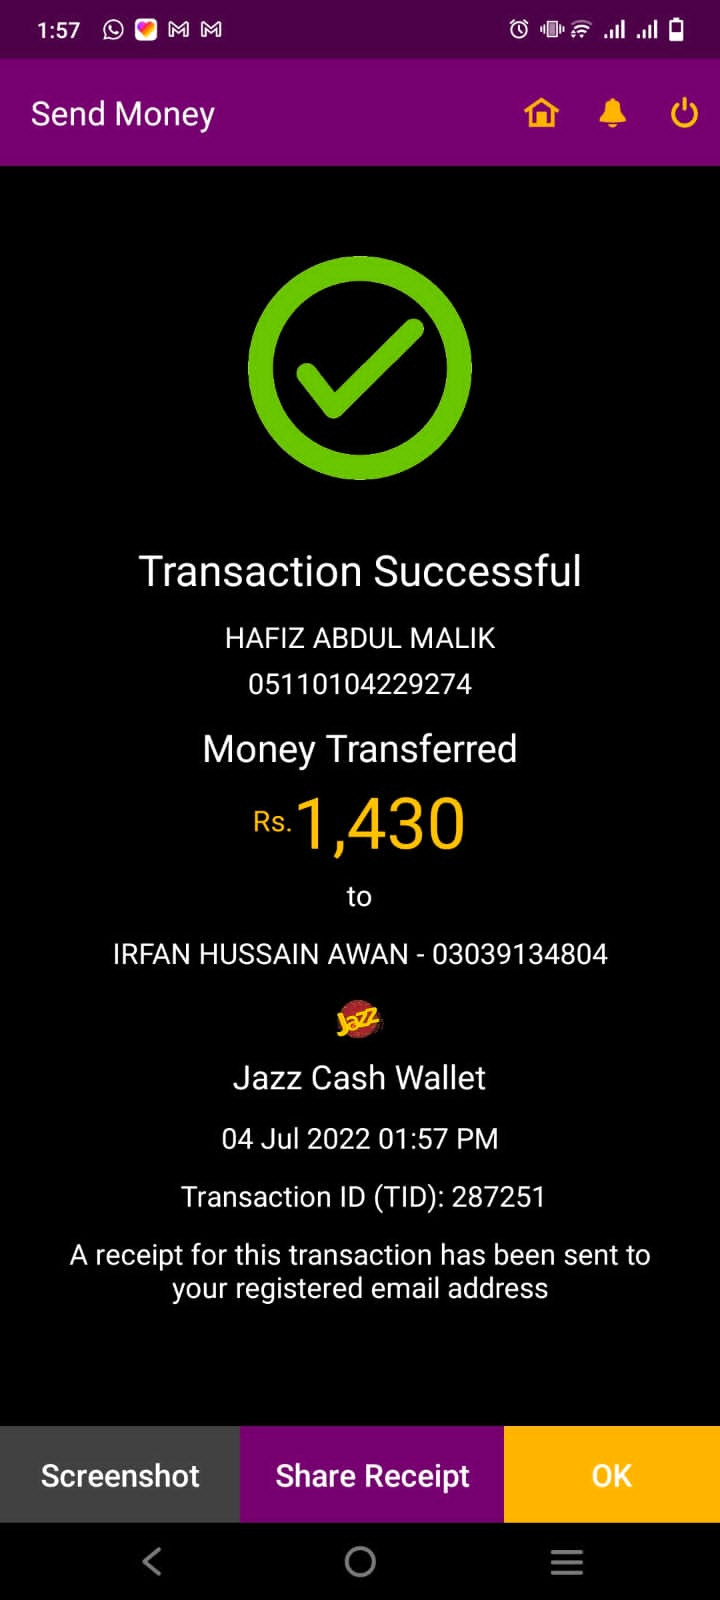 1:57
Send Money
Transaction Successful
HAFIZ ABDUL MALIK
05110104229274
Money Transferred
Rs.1,430
to
IRFAN HUSSAIN AWAN - 03039134804
Jazz
Jazz Cash Wallet
04 Jul 2022 01:57 PM
Transaction ID (TID): 287251
A receipt for this transaction has been sent to
your registered email address
Screenshot Share Receipt OK